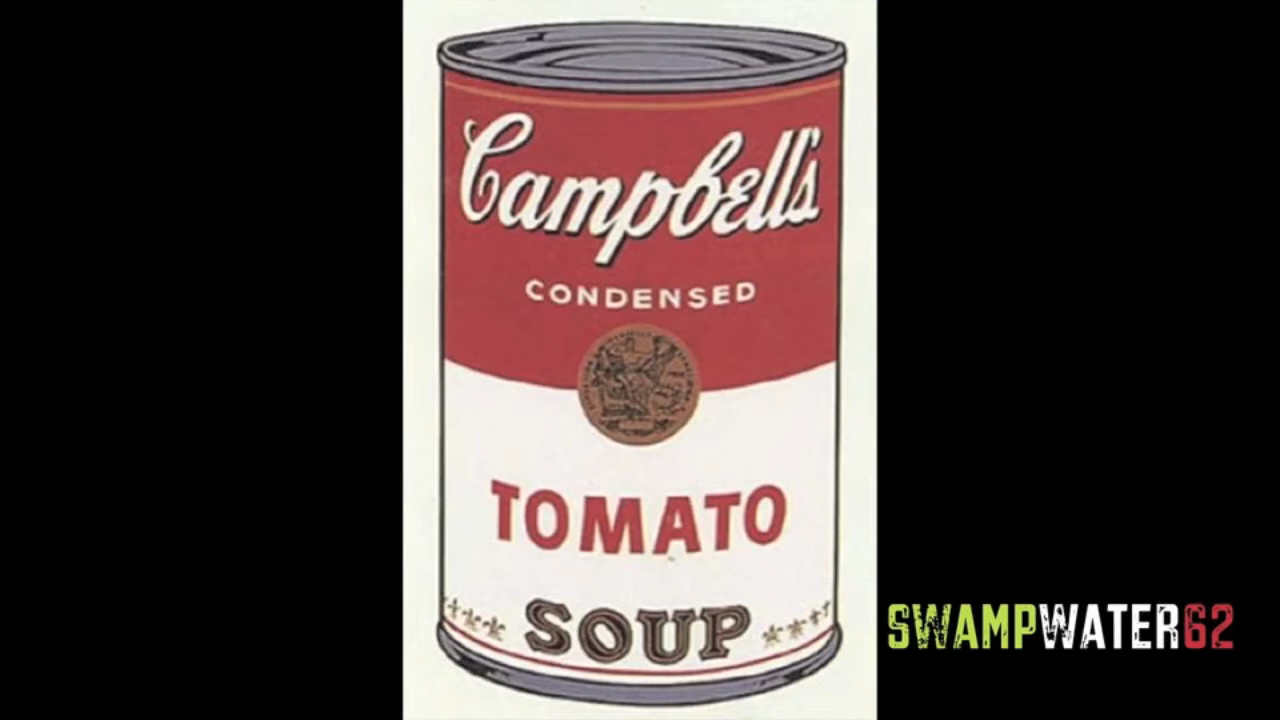 Campbell's
CONDENSED
TOMATO
SOUP
SWAMPWATER62